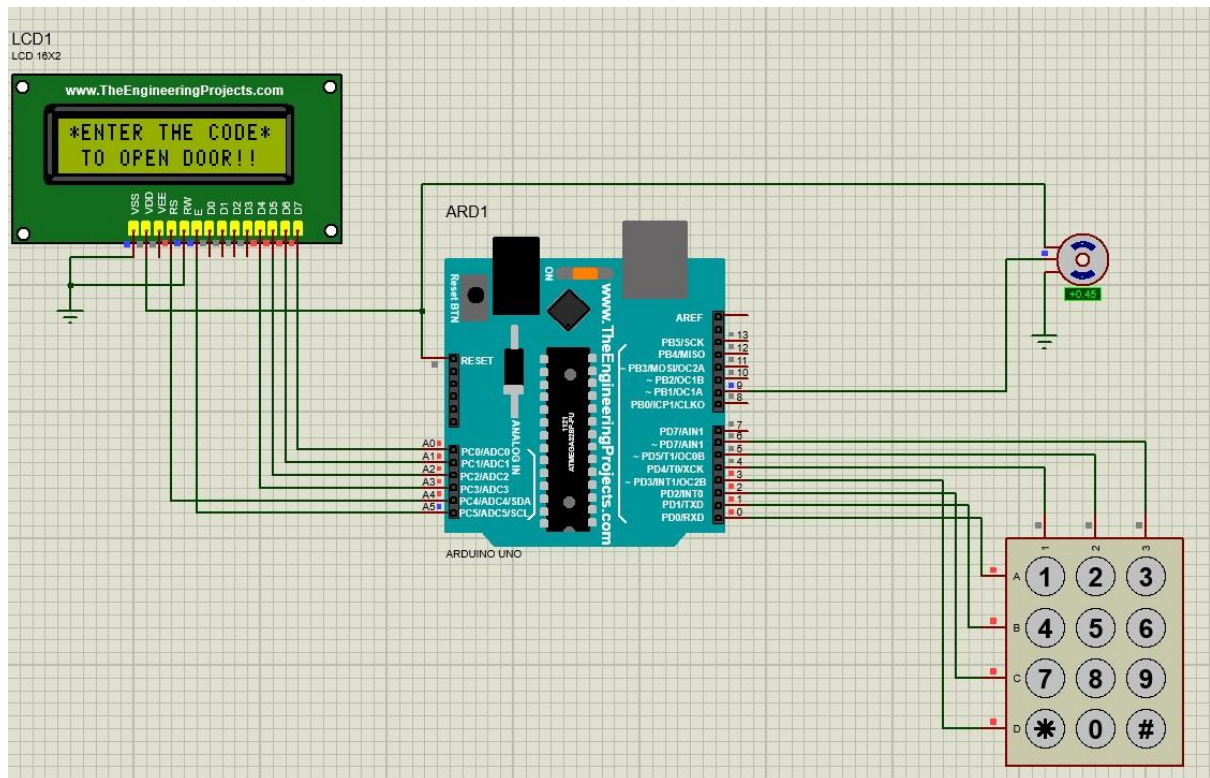 LCD1
LCD 16X2
www.TheEngineeringProjects.com
*ENTER THE CODE*
TO OPEN DOOR!!
VSS
VDD
VEE
RS
RW
E
D0
D1
D2
D3
D4
D5
D6
D7
ARD1
Reset BTN
ON
www.TheEngineeringProjects.com
RESET
ANALOG IN
ATMEGA328P-PU
1121
A0
A1
A2
A3
A4
A5
PC0/ADC0
PC1/ADC1
PC2/ADC2
PC3/ADC3
PC4/ADC4/SDA
PC5/ADC5/SCL
AREF
PB5/SCK
PB4/MISO
~ PB3/MOSI/OC2A
~ PB2/OC1B
~ PB1/OC1A
PB0/ICP1/CLKO
PD7/AIN1
~ PD7/AIN1
~ PD5/T1/OC0B
PD4/T0/XCK
~ PD3/INT1/OC2B
PD2/INT0
PD1/TXD
PD0/RXD
13
12
11
10
9
8
7
6
5
4
3
2
1
0
ARDUINO UNO
+0.45
1
2
3
A 1 2 3
B 4 5 6
C 7 8 9
D * 0 #